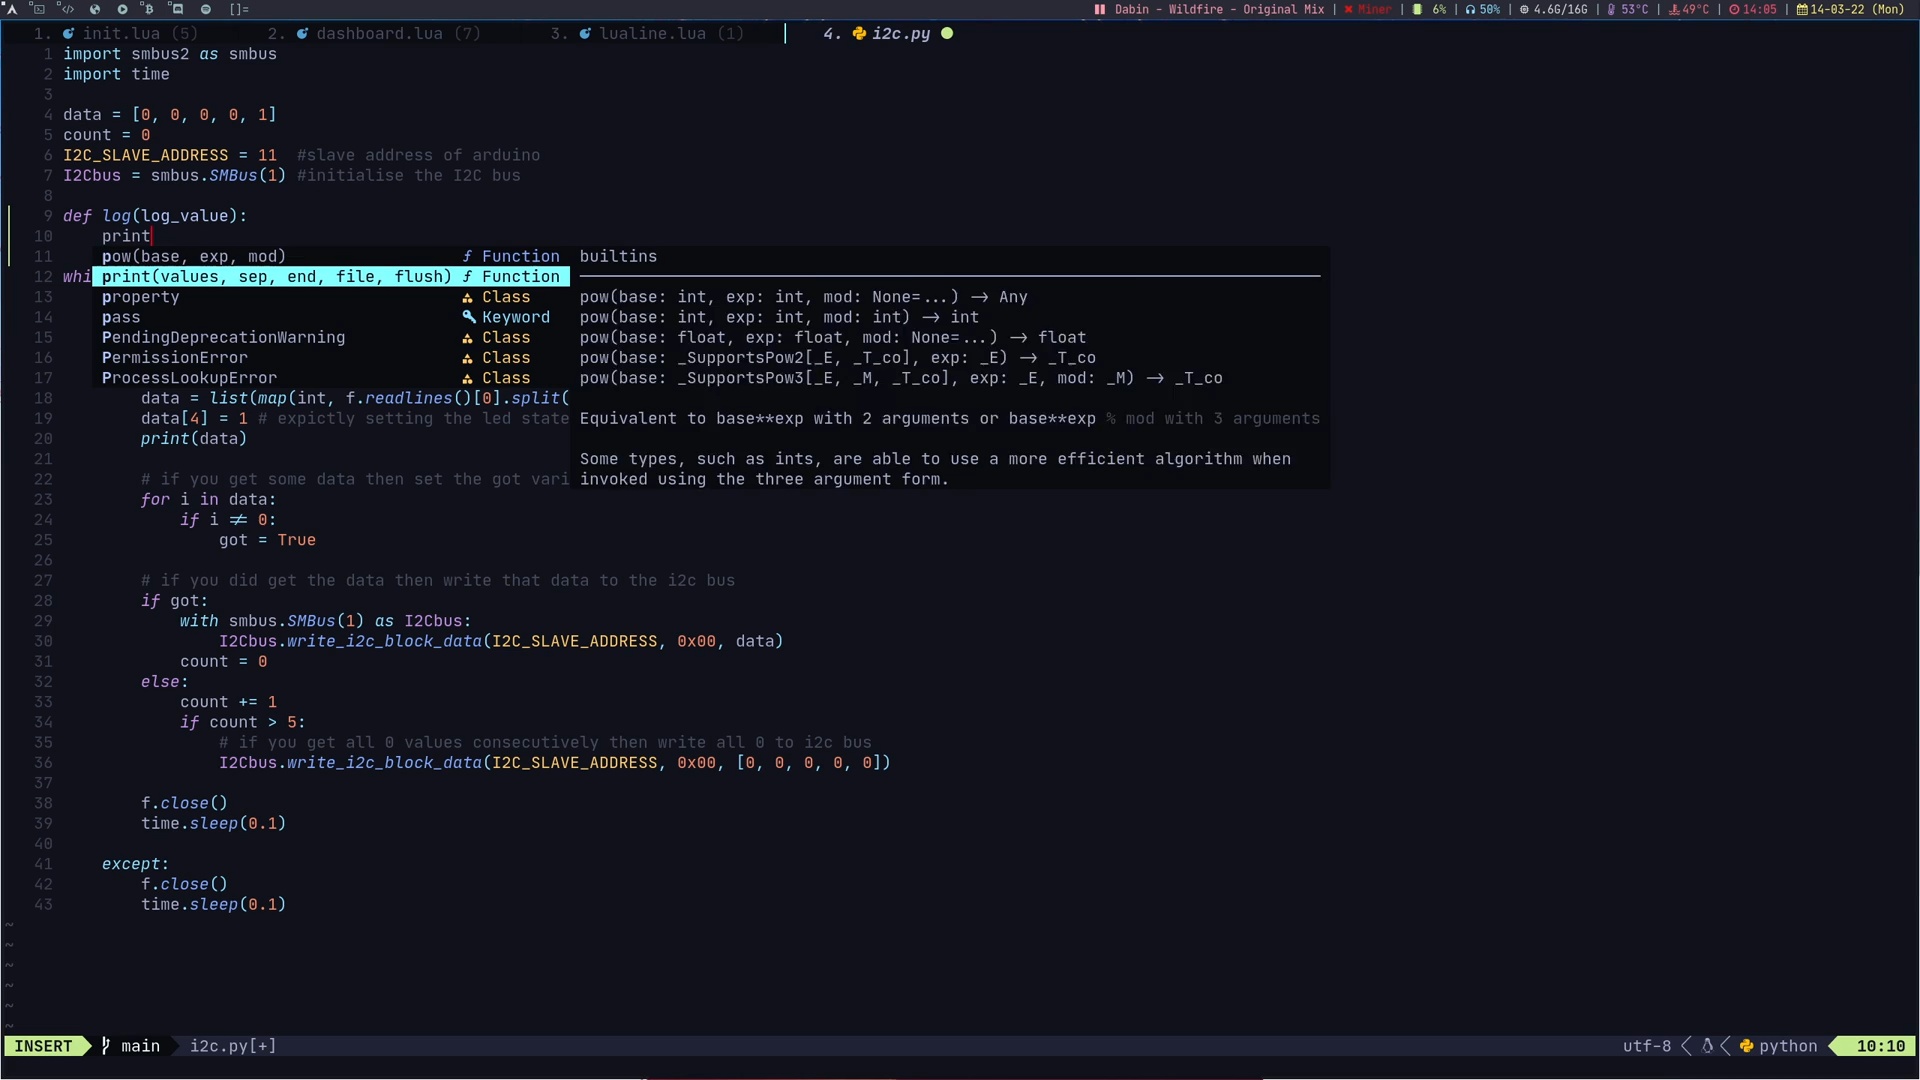 []=
Dabin - Wildfire - Original Mix | Miner | 6% | 50% | 4.6G/16G | 53°C | 49°C | 14:05 | 14-03-22 (Mon)
1. init.lua (5) 2. dashboard.lua (7) 3. lualine.lua (1) 4. i2c.py
1 import smbus2 as smbus
2 import time
3
4 data = [0, 0, 0, 0, 1]
5 count = 0
6 I2C_SLAVE_ADDRESS = 11 #slave address of arduino
7 I2Cbus = smbus.SMBus(1) #initialise the I2C bus
8
9 def log(log_value):
10 print
11 pow(base, exp, mod) ƒ Function builtins
12 whi print(values, sep, end, file, flush) ƒ Function
13 property Class pow(base: int, exp: int, mod: None=...) -> Any
14 pass Keyword pow(base: int, exp: int, mod: int) -> int
15 PendingDeprecationWarning Class pow(base: float, exp: float, mod: None=...) -> float
16 PermissionError Class pow(base: _SupportsPow2[_E, _T_co], exp: _E) -> _T_co
17 ProcessLookupError Class pow(base: _SupportsPow3[_E, _M, _T_co], exp: _E, mod: _M) -> _T_co
18 data = list(map(int, f.readlines()[0].split(
19 data[4] = 1 # expictly setting the led state Equivalent to base**exp with 2 arguments or base**exp % mod with 3 arguments
20 print(data)
21 Some types, such as ints, are able to use a more efficient algorithm when
22 # if you get some data then set the got vari invoked using the three argument form.
23 for i in data:
24 if i != 0:
25 got = True
26
27 # if you did get the data then write that data to the i2c bus
28 if got:
29 with smbus.SMBus(1) as I2Cbus:
30 I2Cbus.write_i2c_block_data(I2C_SLAVE_ADDRESS, 0x00, data)
31 count = 0
32 else:
33 count += 1
34 if count > 5:
35 # if you get all 0 values consecutively then write all 0 to i2c bus
36 I2Cbus.write_i2c_block_data(I2C_SLAVE_ADDRESS, 0x00, [0, 0, 0, 0, 0])
37
38 f.close()
39 time.sleep(0.1)
40
41 except:
42 f.close()
43 time.sleep(0.1)
~
~
~
~
~
~
INSERT main i2c.py[+] utf-8 python 10:10